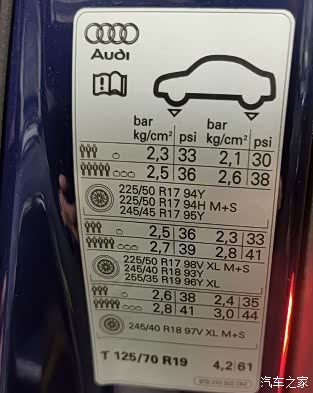 Audi
bar psi bar psi
kg/cm² kg/cm²
2,3 33 2,1 30
2,5 36 2,6 38
225/50 R17 94Y
225/50 R17 94H M+S
245/45 R17 95Y
2,5 36 2,3 33
2,7 39 2,8 41
225/50 R17 98V XL M+S
245/40 R18 93Y
255/35 R19 96Y XL
2,6 38 2,4 35
2,8 41 3,0 44
245/40 R18 97V XL M+S
T 125/70 R19 4,2 61
汽车之家